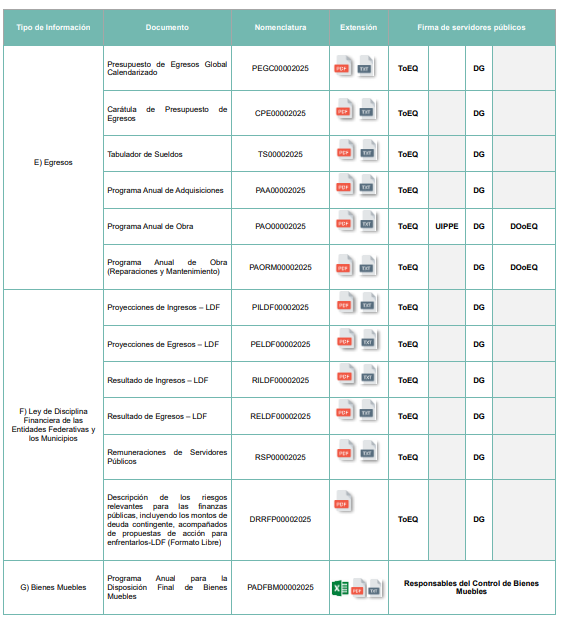 Tipo de Información Documento Nomenclatura Extensión Firma de servidores públicos
E) Egresos
Presupuesto de Egresos Global
Calendarizado
PEGC00002025 PDF TXT ToEQ DG
Carátula de Presupuesto de
Egresos
CPE00002025 PDF TXT ToEQ DG
Tabulador de Sueldos TS00002025 PDF TXT ToEQ DG
Programa Anual de Adquisiciones PAA00002025 PDF TXT ToEQ DG
Programa Anual de Obra PAO00002025 PDF TXT ToEQ UIPPE DG DOoEQ
Programa Anual de Obra
(Reparaciones y Mantenimiento)
PAORM00002025 PDF TXT ToEQ DG DOoEQ
F) Ley de Disciplina
Financiera de las
Entidades Federativas y
los Municipios
Proyecciones de Ingresos – LDF PILDF00002025 PDF TXT ToEQ DG
Proyecciones de Egresos – LDF PELDF00002025 PDF TXT ToEQ DG
Resultado de Ingresos – LDF RILDF00002025 PDF TXT ToEQ DG
Resultado de Egresos – LDF RELDF00002025 PDF TXT ToEQ DG
Remuneraciones de Servidores
Públicos
RSP00002025 PDF TXT ToEQ DG
Descripción de los riesgos
relevantes para las finanzas
públicas, incluyendo los montos de
deuda contingente, acompañados
de propuestas de acción para
enfrentarlos-LDF (Formato Libre)
DRRFP00002025 PDF ToEQ DG
G) Bienes Muebles
Programa Anual para la
Disposición Final de Bienes
Muebles
PADFBM00002025 X PDF TXT
Responsables del Control de Bienes
Muebles